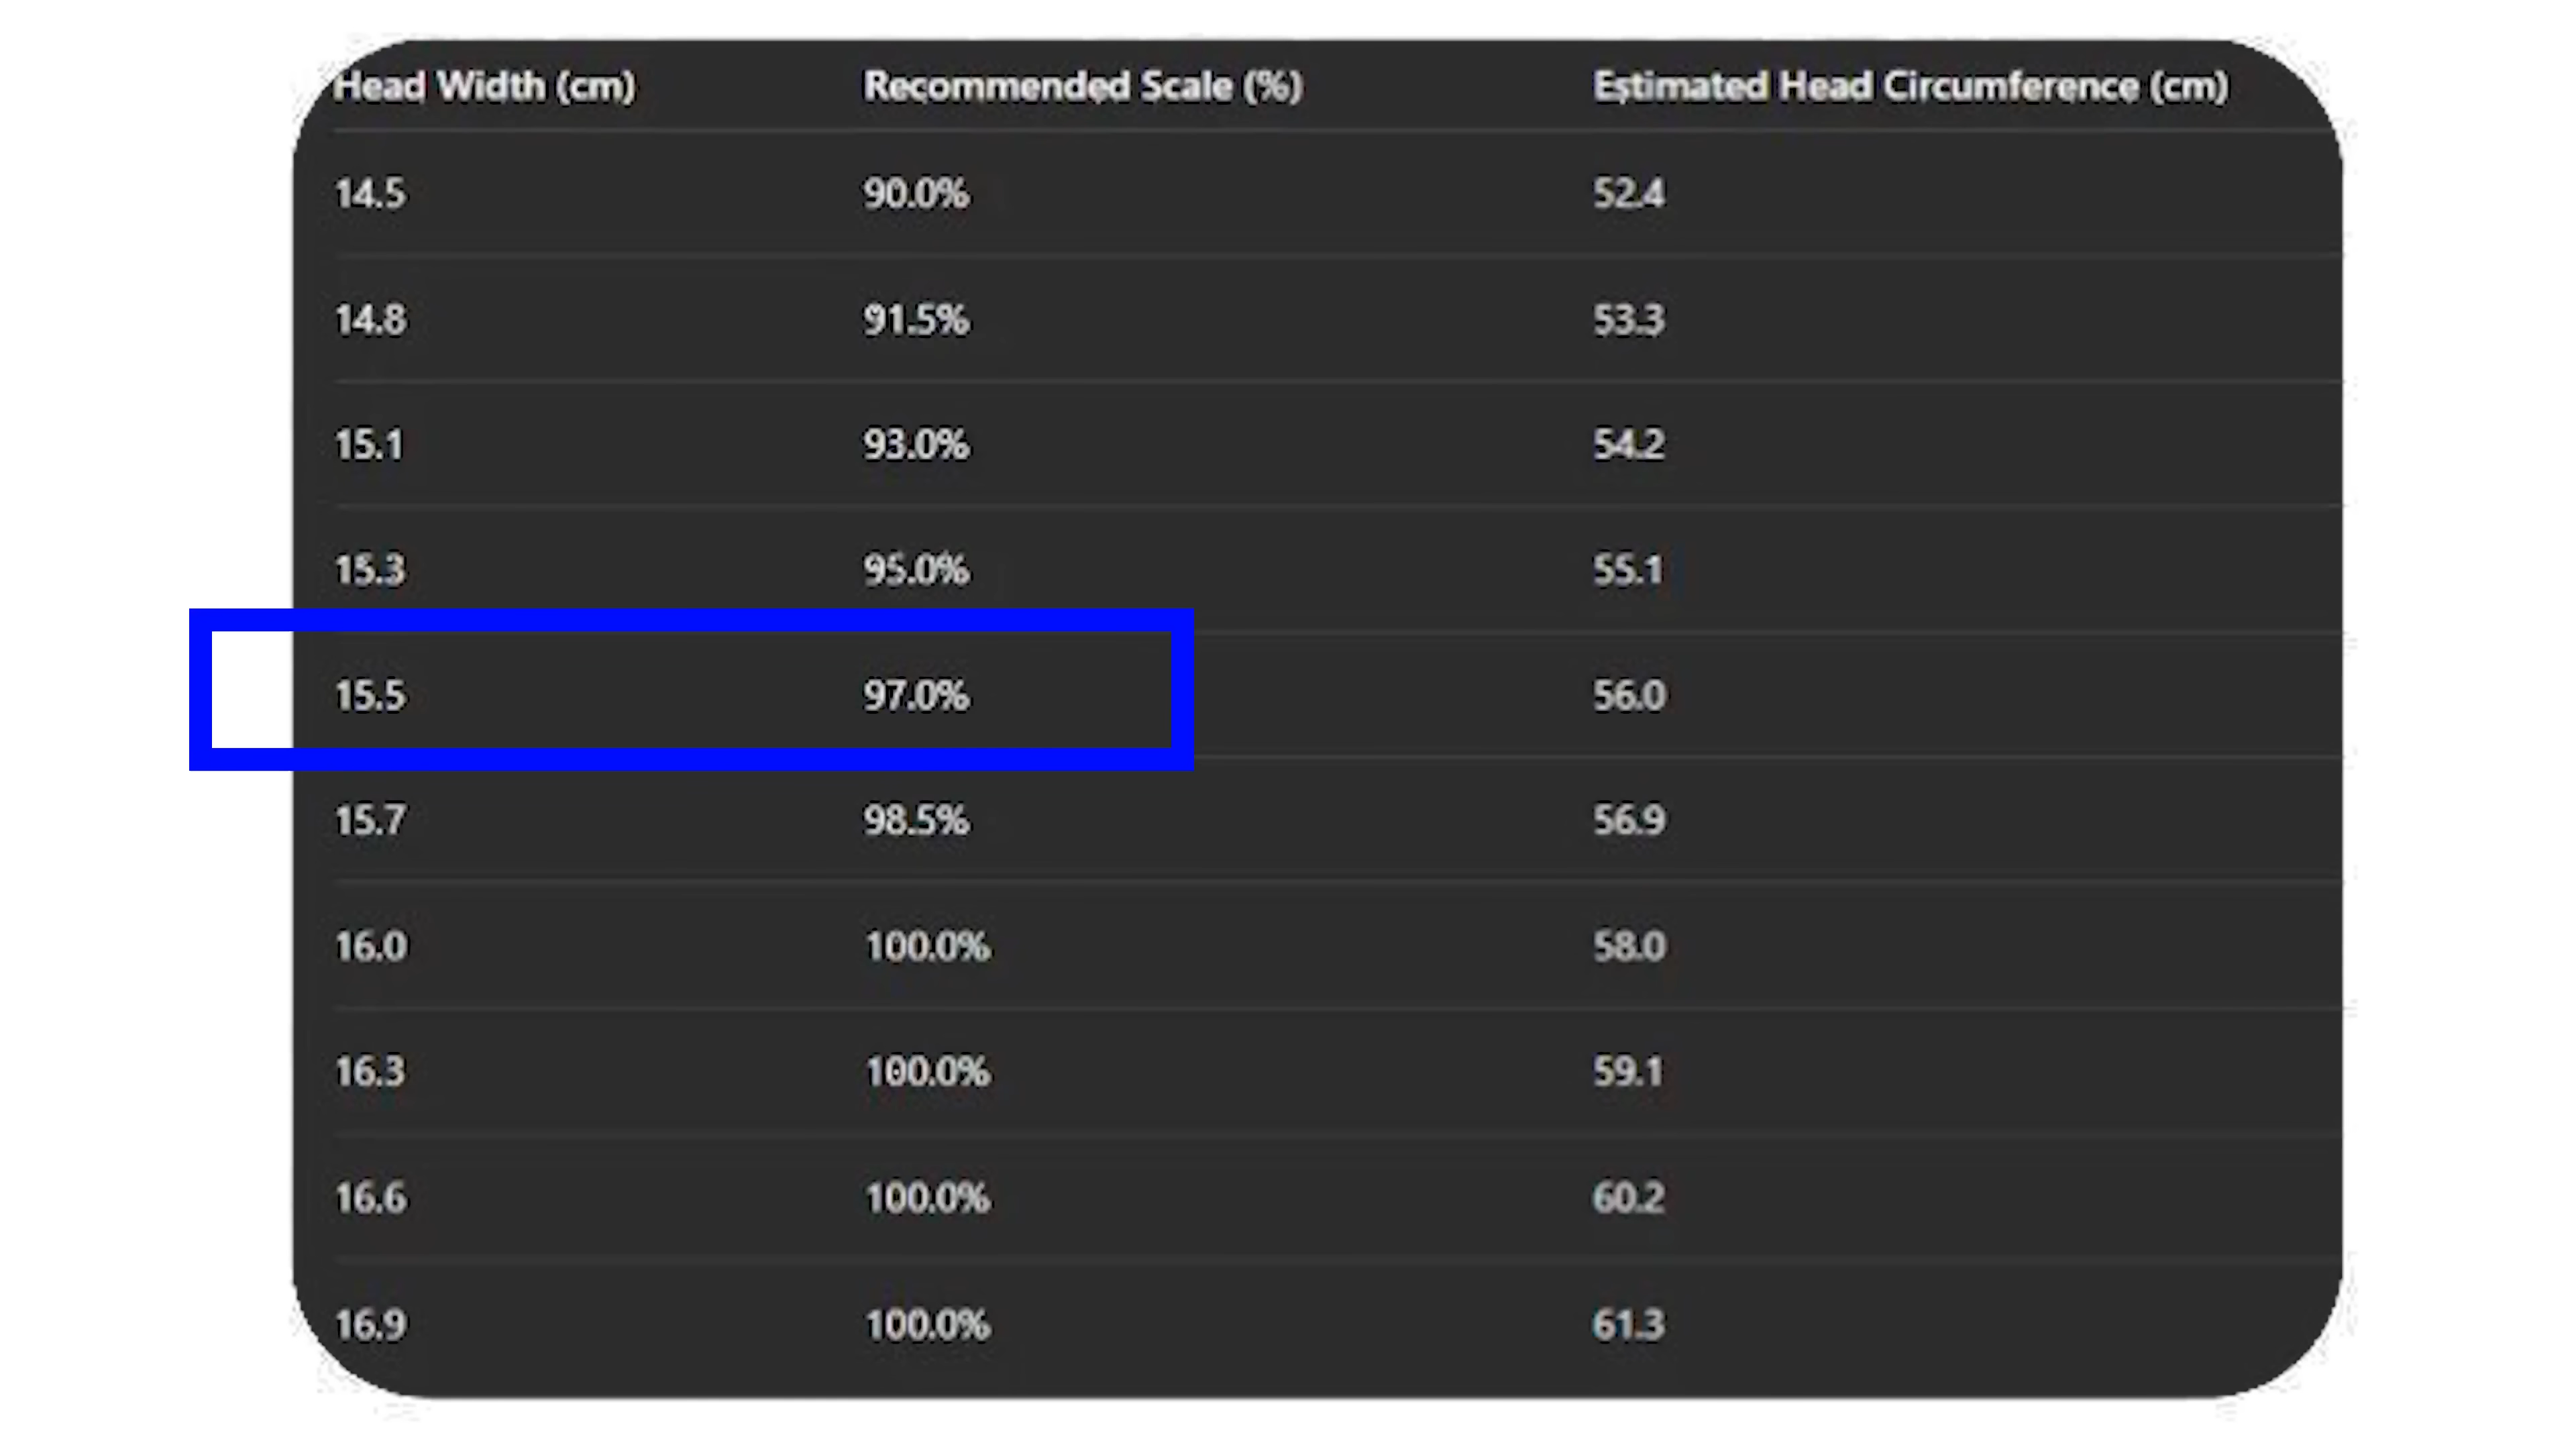 Head Width (cm) Recommended Scale (%) Estimated Head Circumference (cm)
14.5 90.0% 52.4
14.8 91.5% 53.3
15.1 93.0% 54.2
15.3 95.0% 55.1
15.5 97.0% 56.0
15.7 98.5% 56.9
16.0 100.0% 58.0
16.3 100.0% 59.1
16.6 100.0% 60.2
16.9 100.0% 61.3